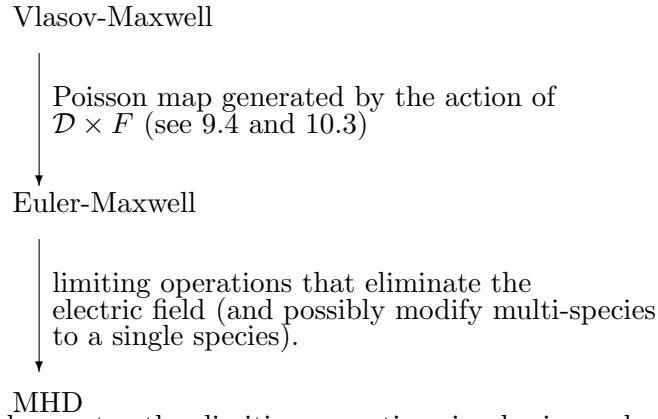 Vlasov-Maxwell
Poisson map generated by the action of
𝒟 × F (see 9.4 and 10.3)
Euler-Maxwell
limiting operations that eliminate the
electric field (and possibly modify multi-species
to a single species).
MHD